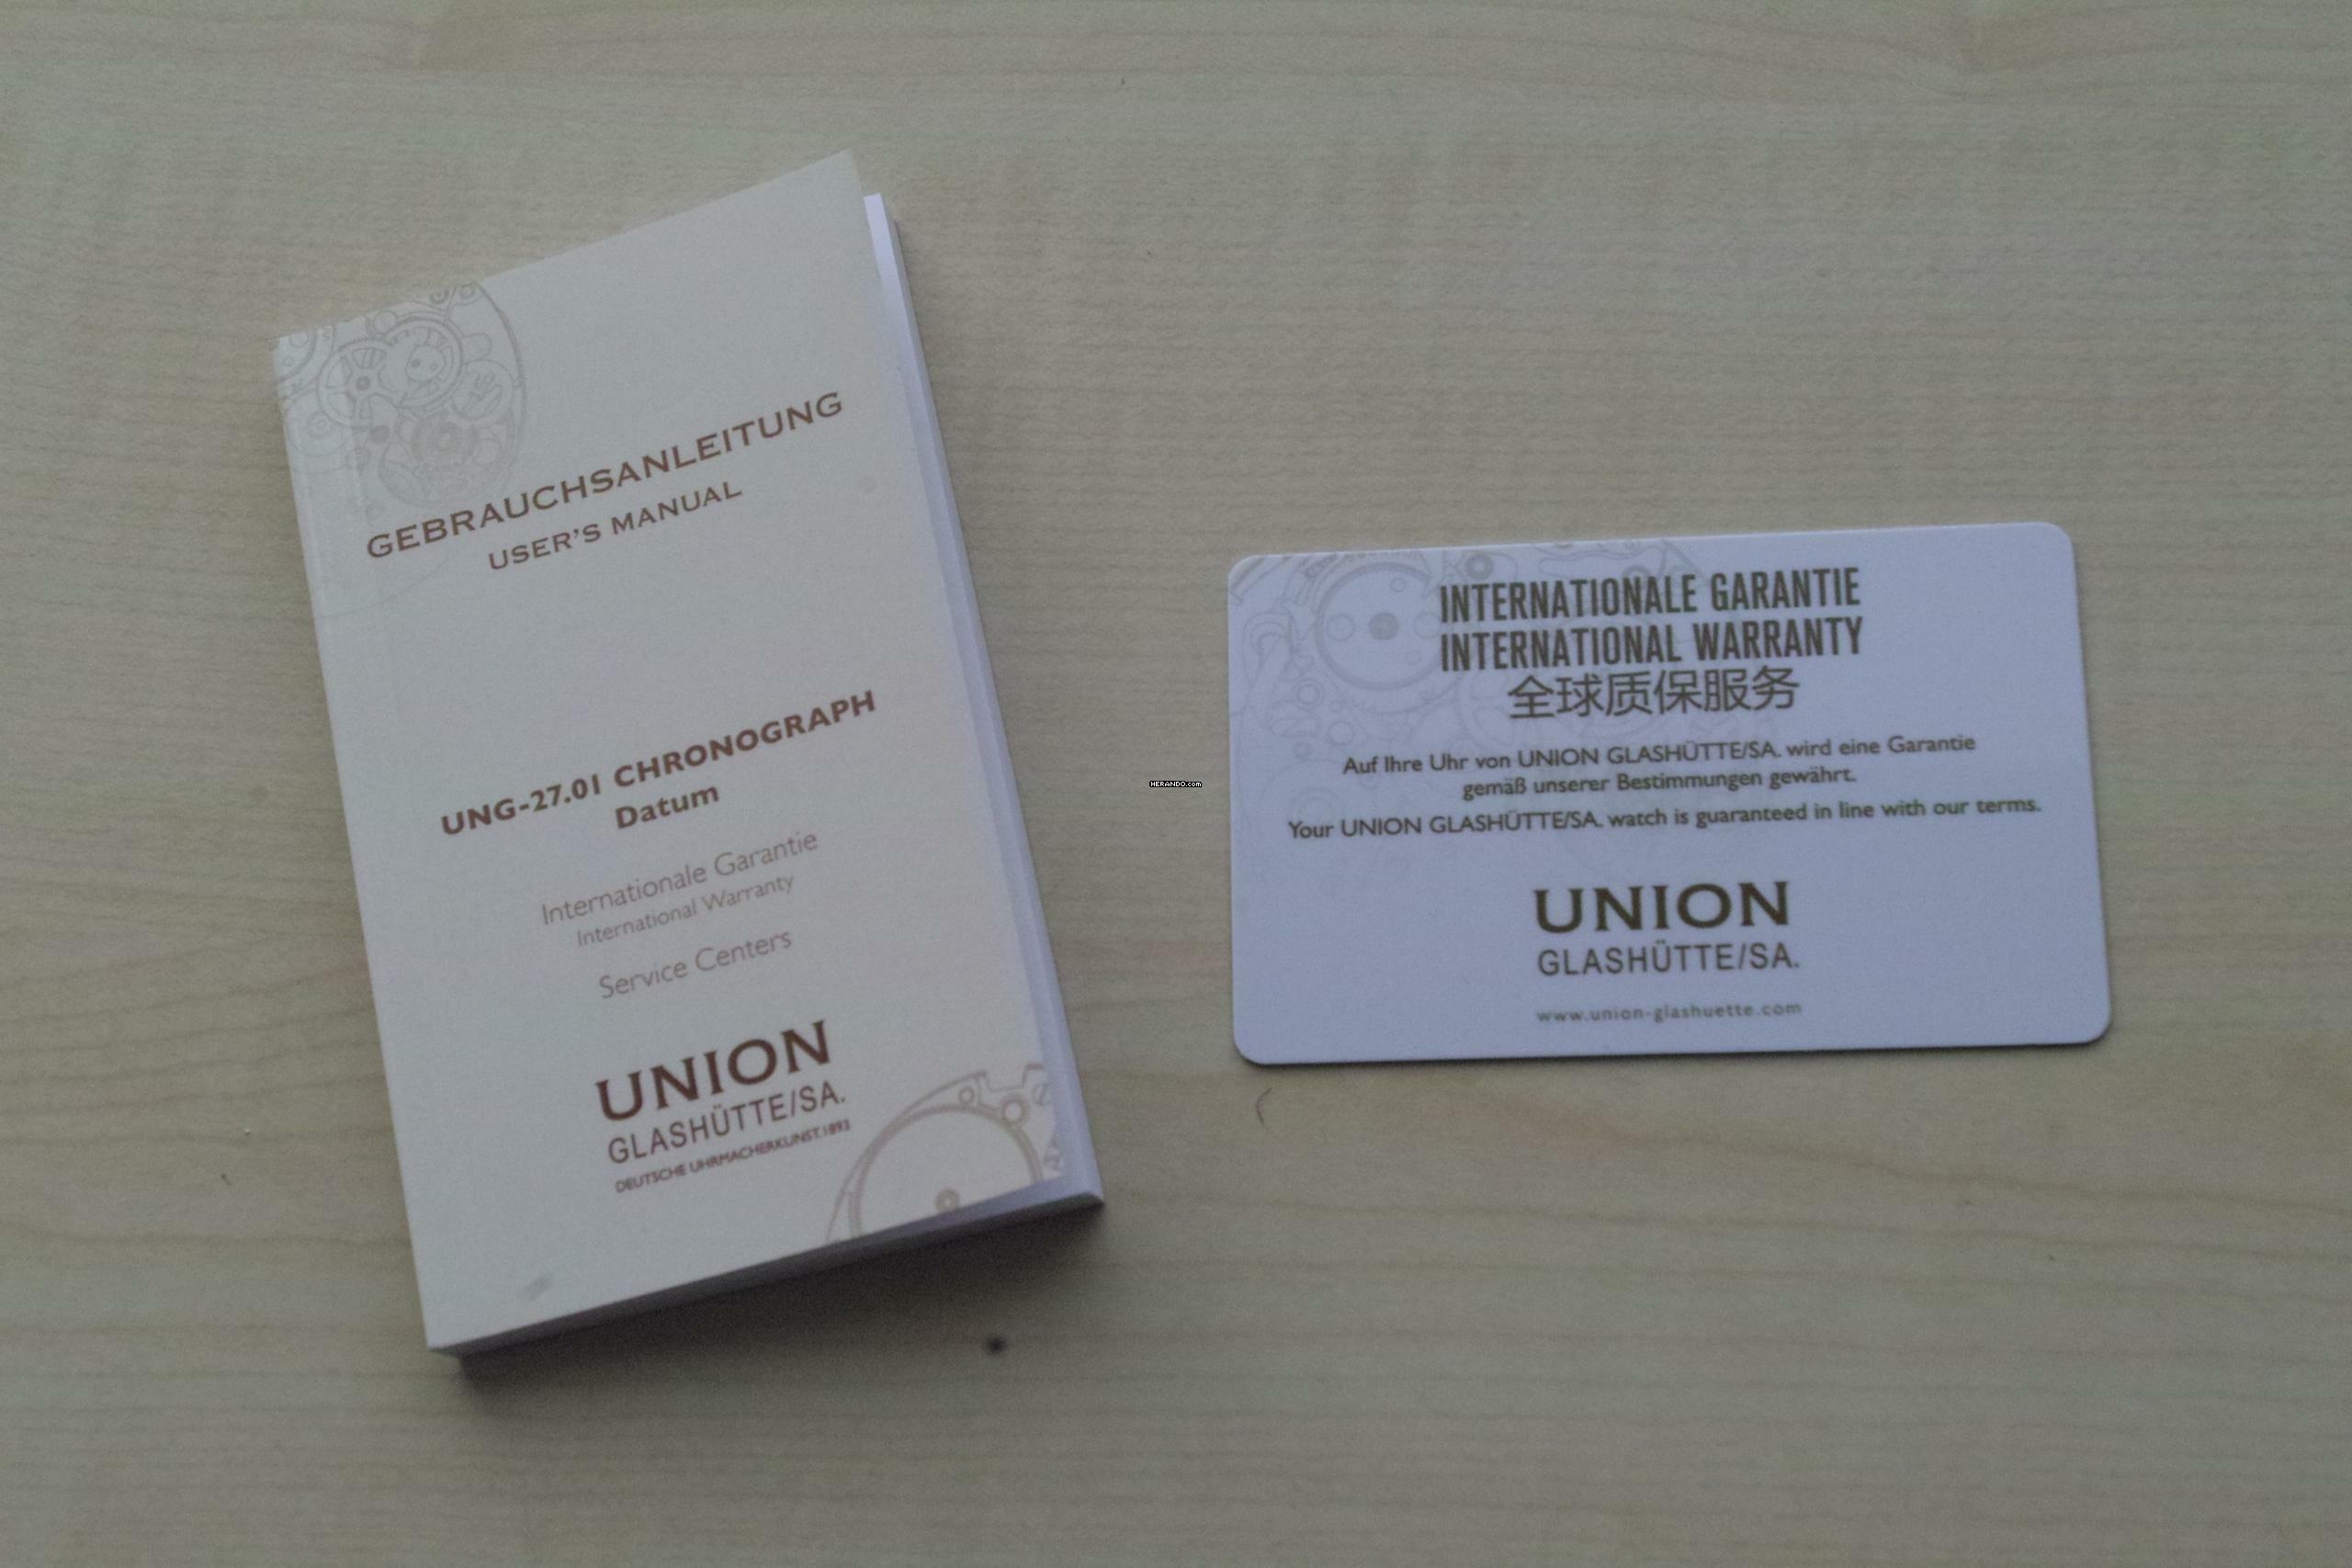 GEBRAUCHSANLEITUNG
USER'S MANUAL
UNG-27.01 CHRONOGRAPH
Datum
Internationale Garantie
International Warranty
Service Centers
UNION
GLASHÜTTE/SA.
DEUTSCHE UHRMACHERKUNST.1893
HERANDO.com
INTERNATIONALE GARANTIE
INTERNATIONAL WARRANTY
全球质保服务
Auf Ihre Uhr von UNION GLASHÜTTE/SA. wird eine Garantie
gemäß unserer Bestimmungen gewährt.
Your UNION GLASHÜTTE/SA. watch is guaranteed in line with our terms.
UNION
GLASHÜTTE/SA.
www.union-glashuette.com